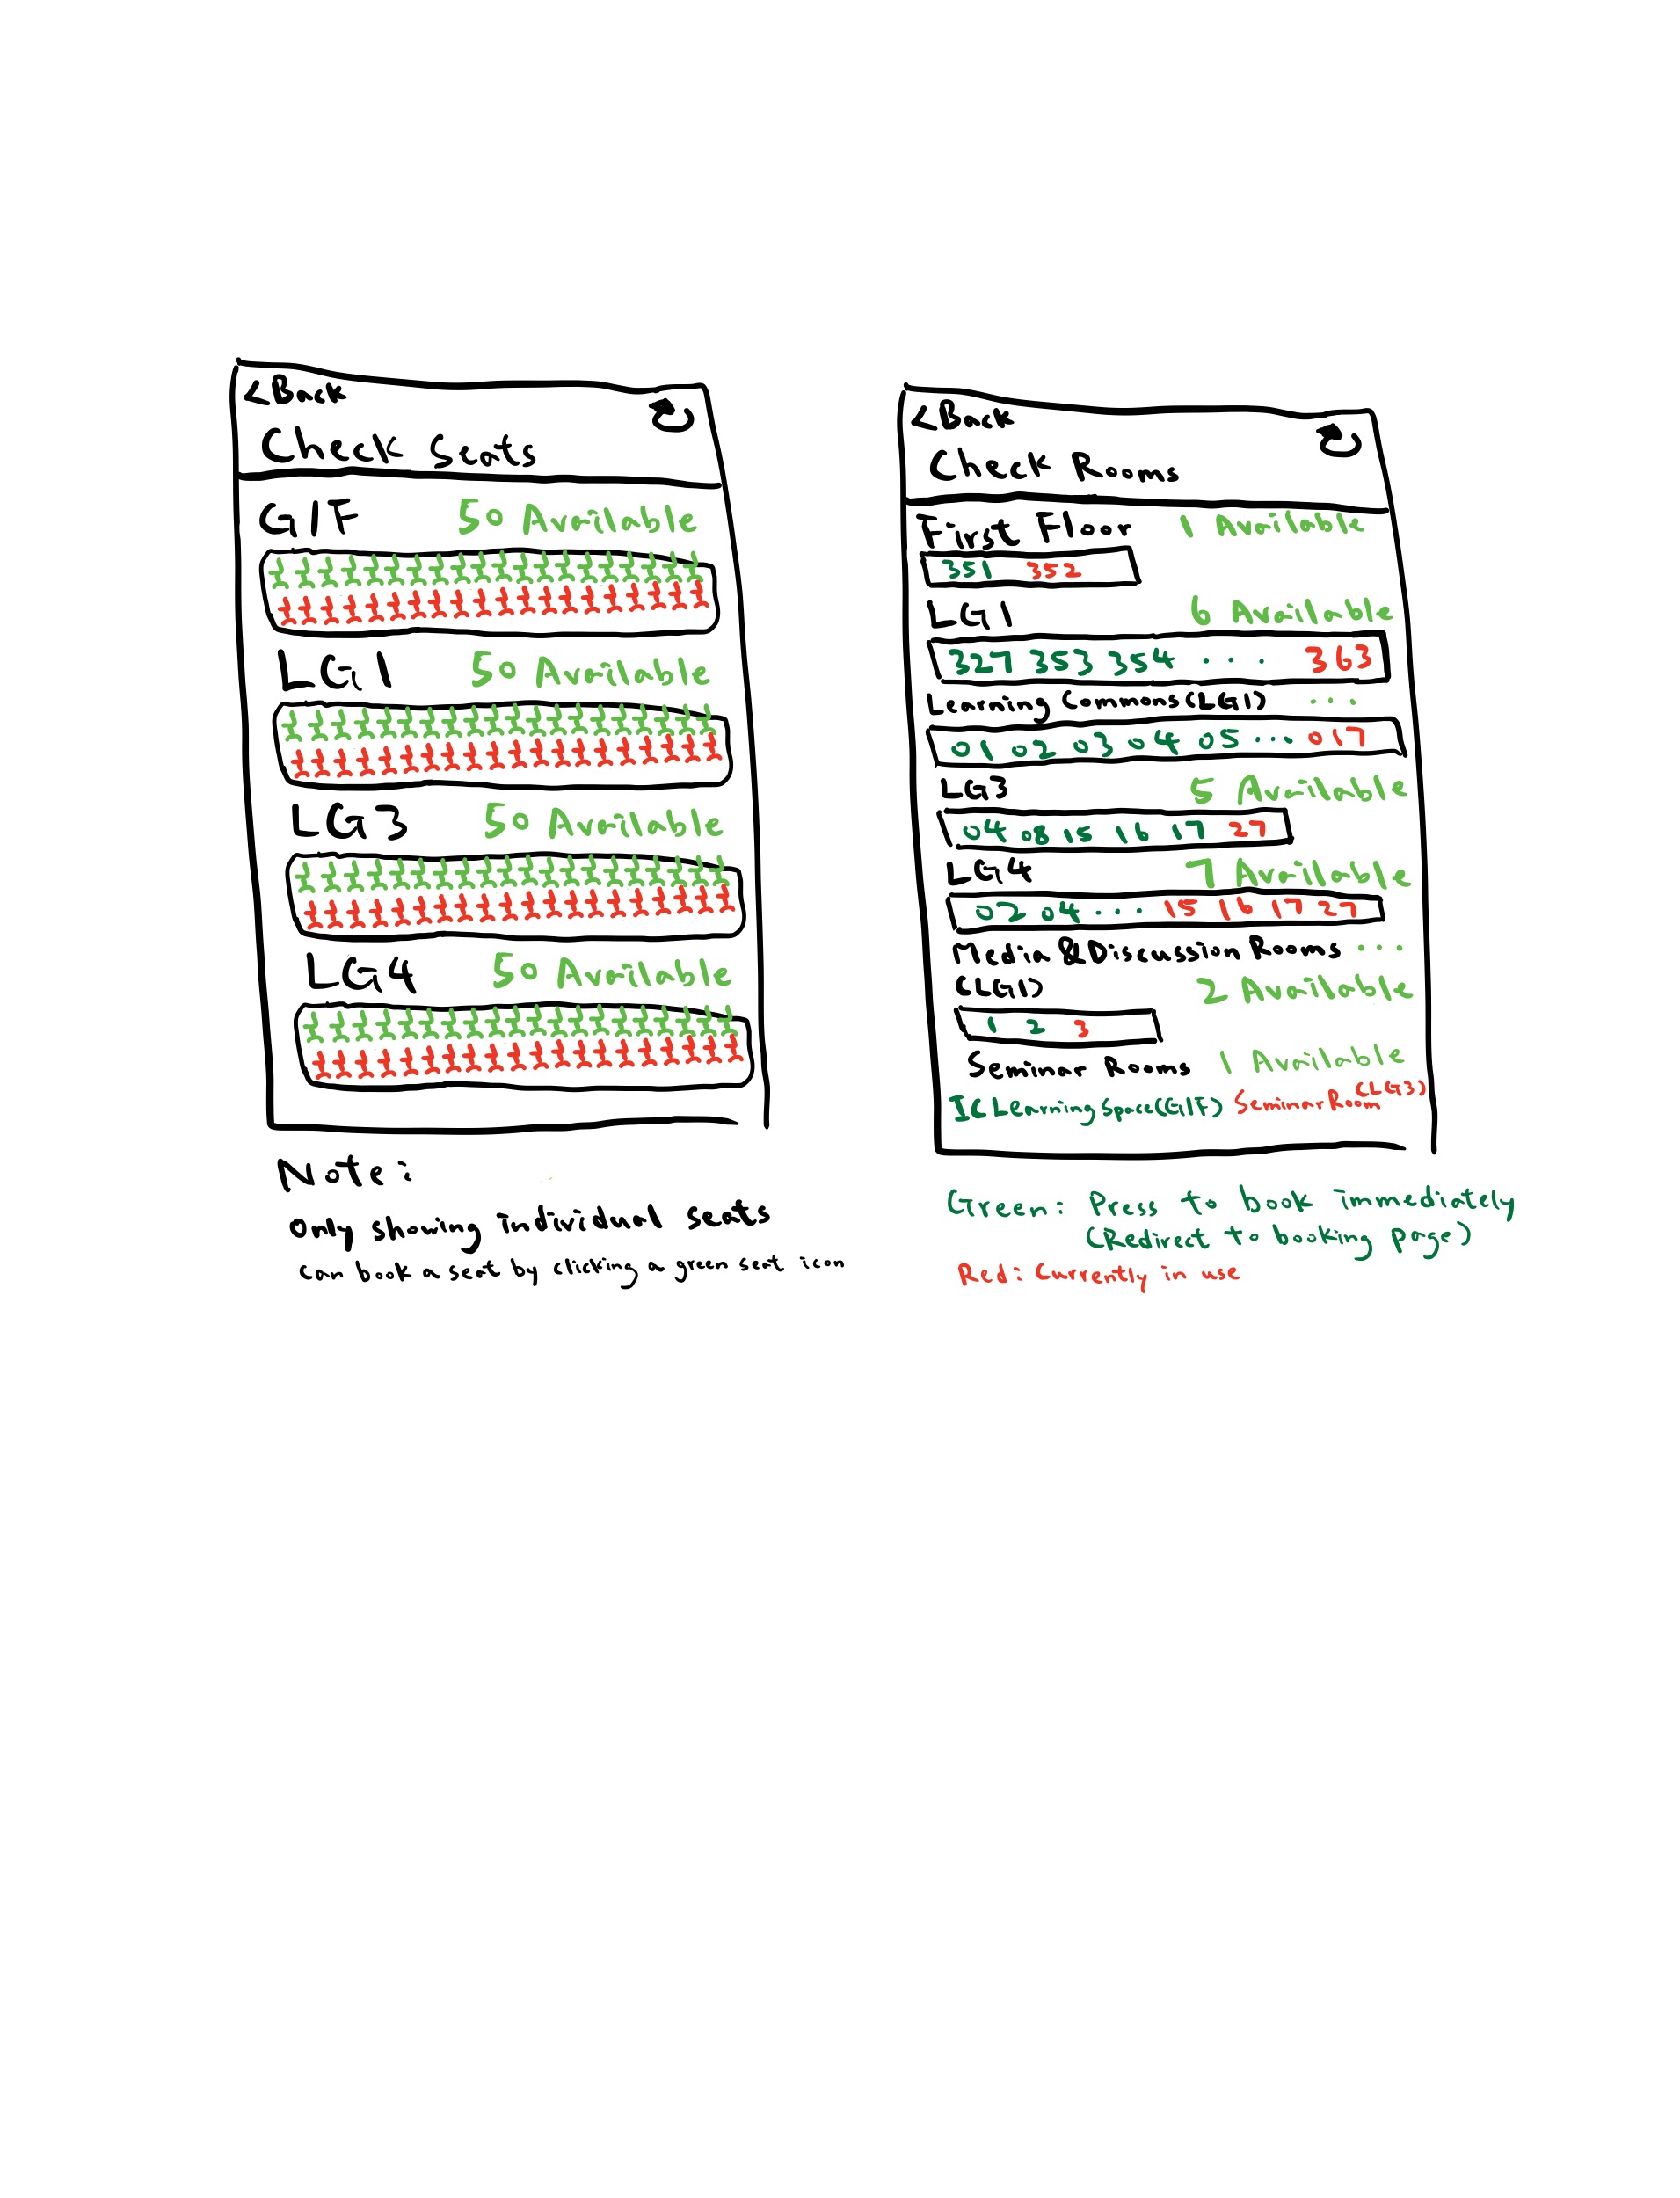 <Back
Check Seats
G/F 50 Available
LG1 50 Available
LG3 50 Available
LG4 50 Available
Note:
Only showing individual seats
can book a seat by clicking a green seat icon
<Back
Check Rooms
First Floor 1 Available
351 352
LG1 6 Available
327 353 354 ... 363
Learning Commons(LG1) ...
01 02 03 04 05 ... 017
LG3 5 Available
04 08 15 16 17 27
LG4 7 Available
02 04 ... 15 16 17 27
Media & Discussion Rooms ...
(LG1) 2 Available
1 2 3
Seminar Rooms 1 Available
IC Learning Space(G/F) Seminar Room (LG3)
Green: Press to book immediately
(Redirect to booking page)
Red: Currently in use